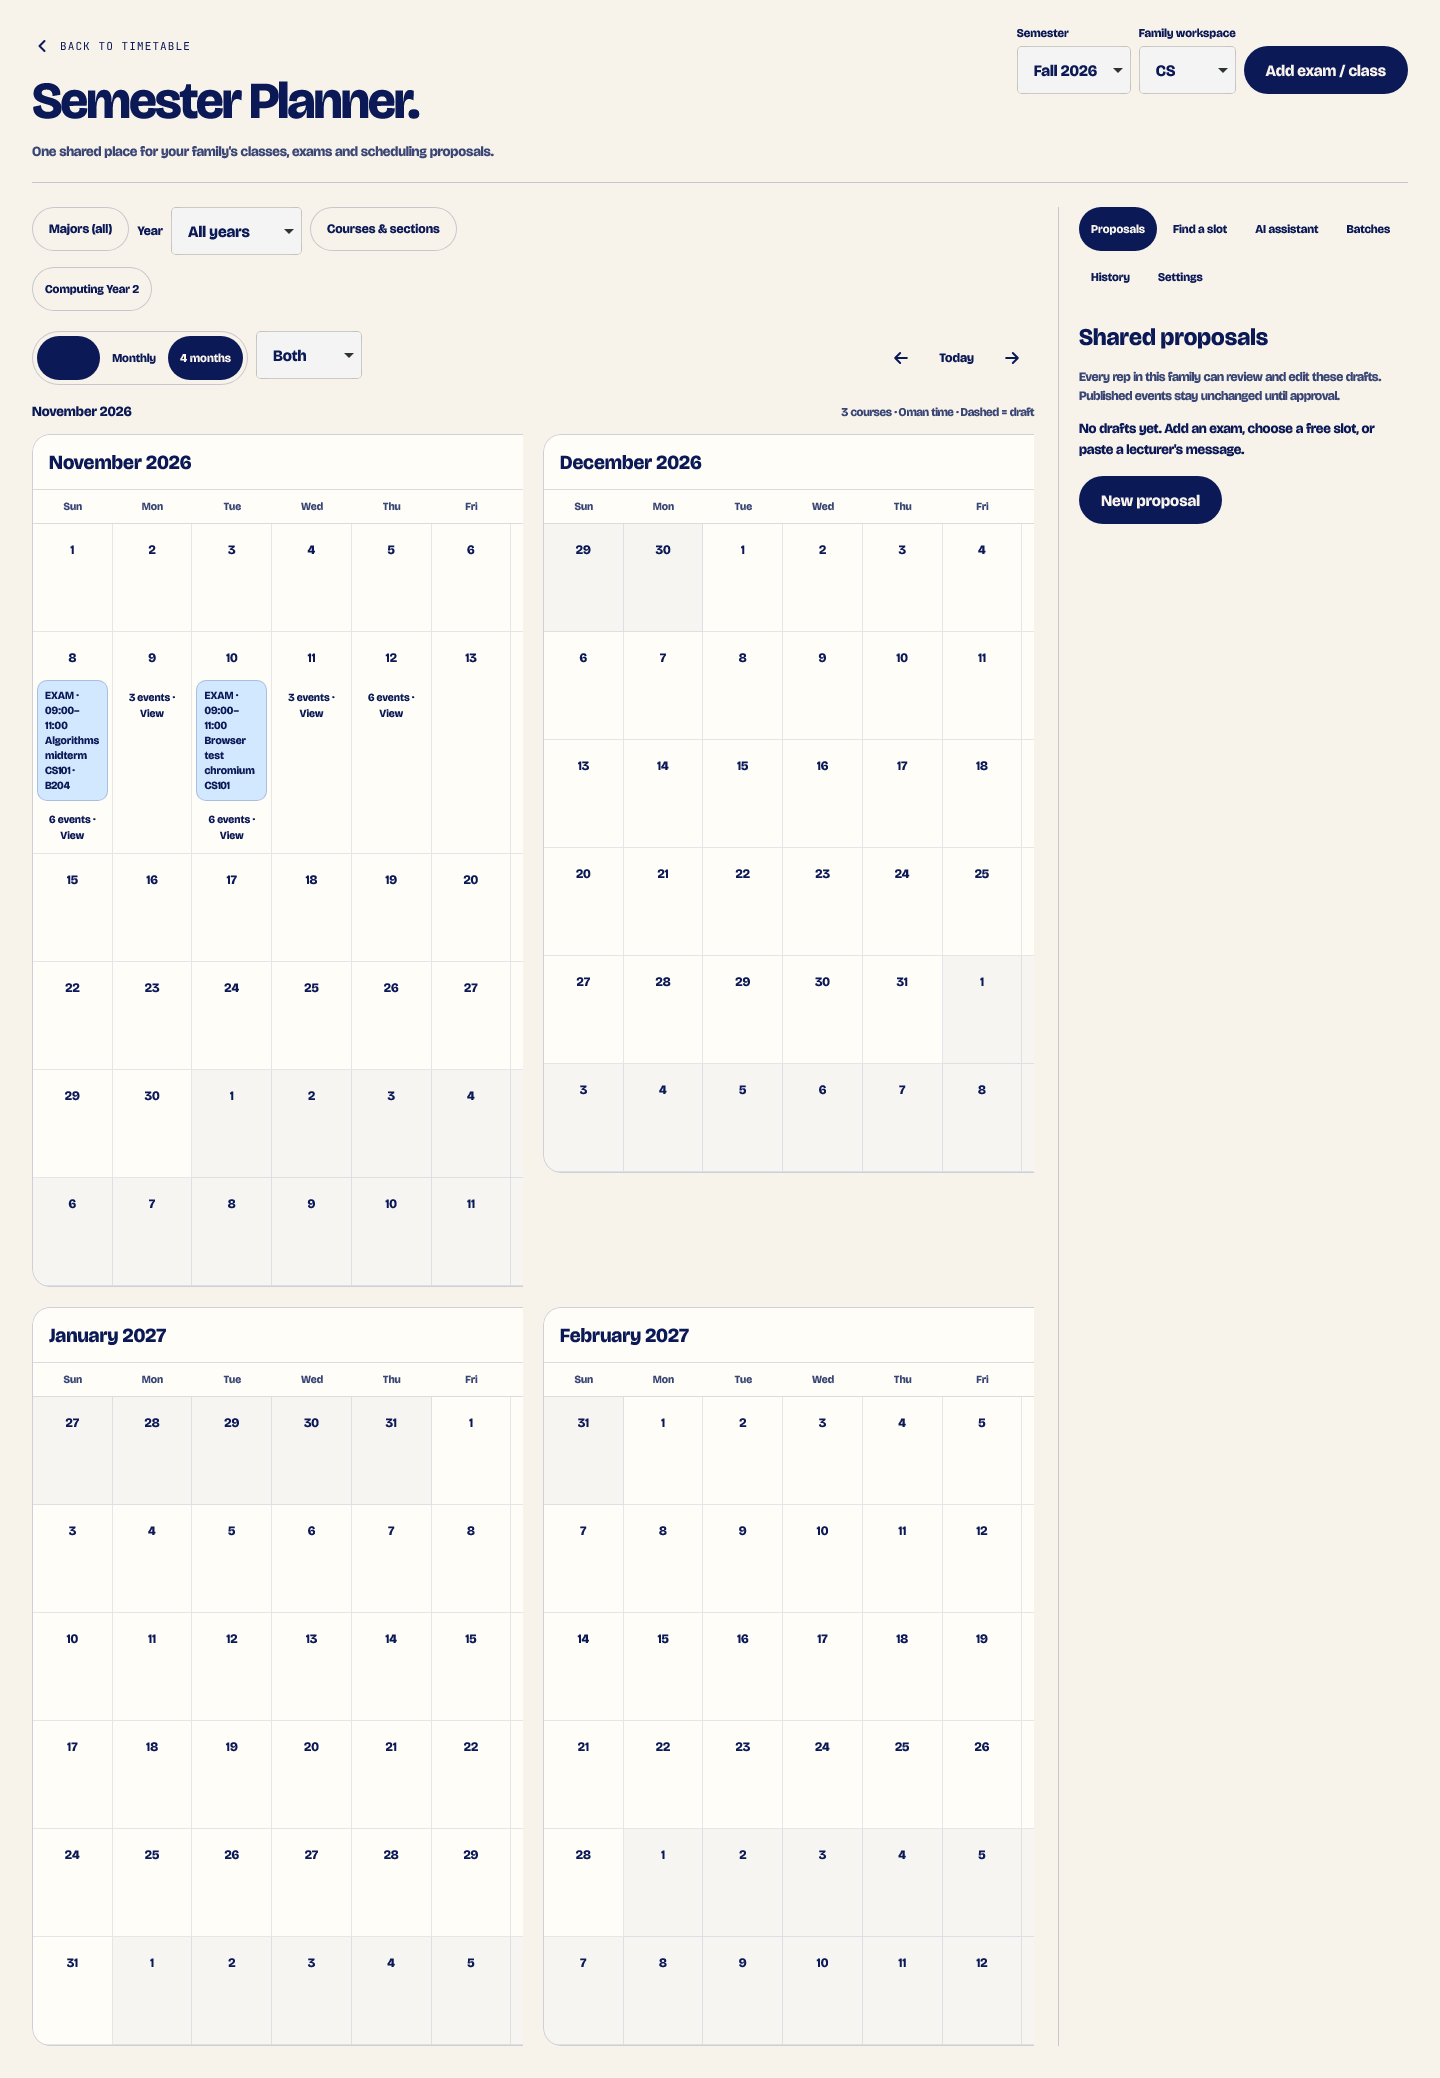 BACK TO TIMETABLE
Semester Planner.
One shared place for your family's classes, exams and scheduling proposals.
Semester
Family workspace
Fall 2026
CS
Add exam / class
Majors (all)
Year
All years
Courses & sections
Computing Year 2
Monthly
4 months
Both
Today
November 2026
3 courses · Oman time · Dashed = draft
November 2026
Sun Mon Tue Wed Thu Fri
1 2 3 4 5 6
8 9 10 11 12 13
EXAM ·
09:00–
11:00
Algorithms
midterm
CS101 ·
B204
6 events ·
View
3 events ·
View
EXAM ·
09:00–
11:00
Browser
test
chromium
CS101
6 events ·
View
3 events ·
View
6 events ·
View
15 16 17 18 19 20
22 23 24 25 26 27
29 30 1 2 3 4
6 7 8 9 10 11
December 2026
Sun Mon Tue Wed Thu Fri
29 30 1 2 3 4
6 7 8 9 10 11
13 14 15 16 17 18
20 21 22 23 24 25
27 28 29 30 31 1
3 4 5 6 7 8
January 2027
Sun Mon Tue Wed Thu Fri
27 28 29 30 31 1
3 4 5 6 7 8
10 11 12 13 14 15
17 18 19 20 21 22
24 25 26 27 28 29
31 1 2 3 4 5
February 2027
Sun Mon Tue Wed Thu Fri
31 1 2 3 4 5
7 8 9 10 11 12
14 15 16 17 18 19
21 22 23 24 25 26
28 1 2 3 4 5
7 8 9 10 11 12
Proposals
Find a slot
AI assistant
Batches
History
Settings
Shared proposals
Every rep in this family can review and edit these drafts.
Published events stay unchanged until approval.
No drafts yet. Add an exam, choose a free slot, or
paste a lecturer's message.
New proposal